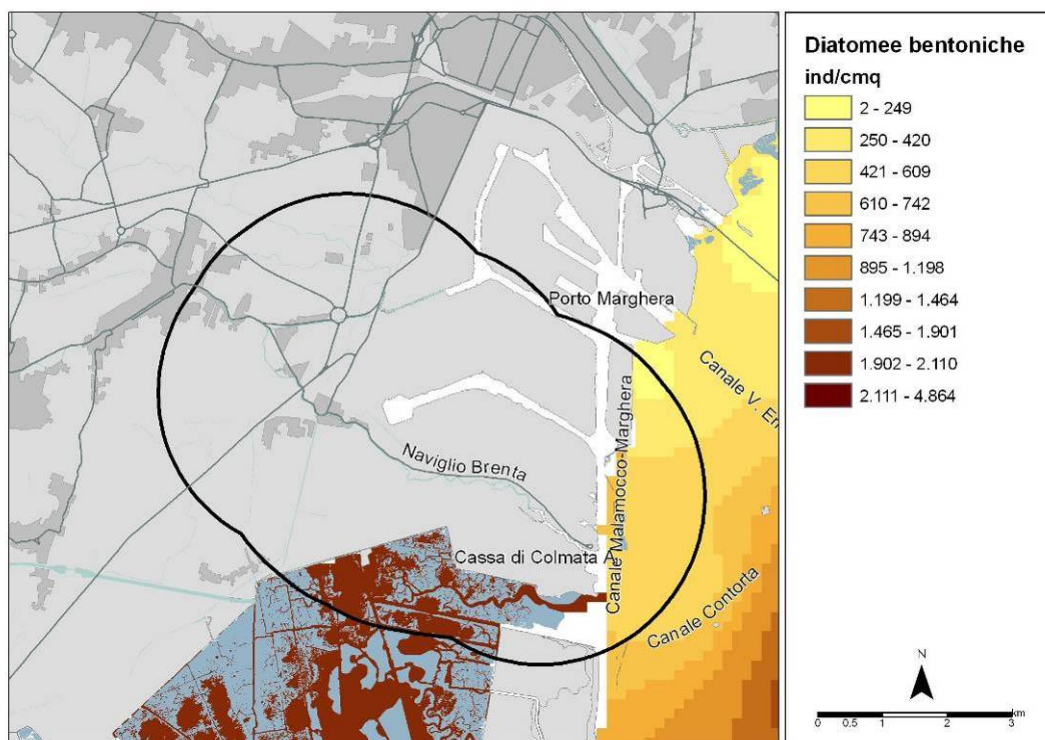 Diatomee bentoniche
ind/cmq
2 - 249
250 - 420
421 - 609
610 - 742
743 - 894
895 - 1.198
1.199 - 1.464
1.465 - 1.901
1.902 - 2.110
2.111 - 4.864
Porto Marghera
Canale V. Em
Canale Malamocco-Marghera
Naviglio Brenta
Cassa di Colmata A
Canale Contorta
N
km
0 0.5 1 2 3